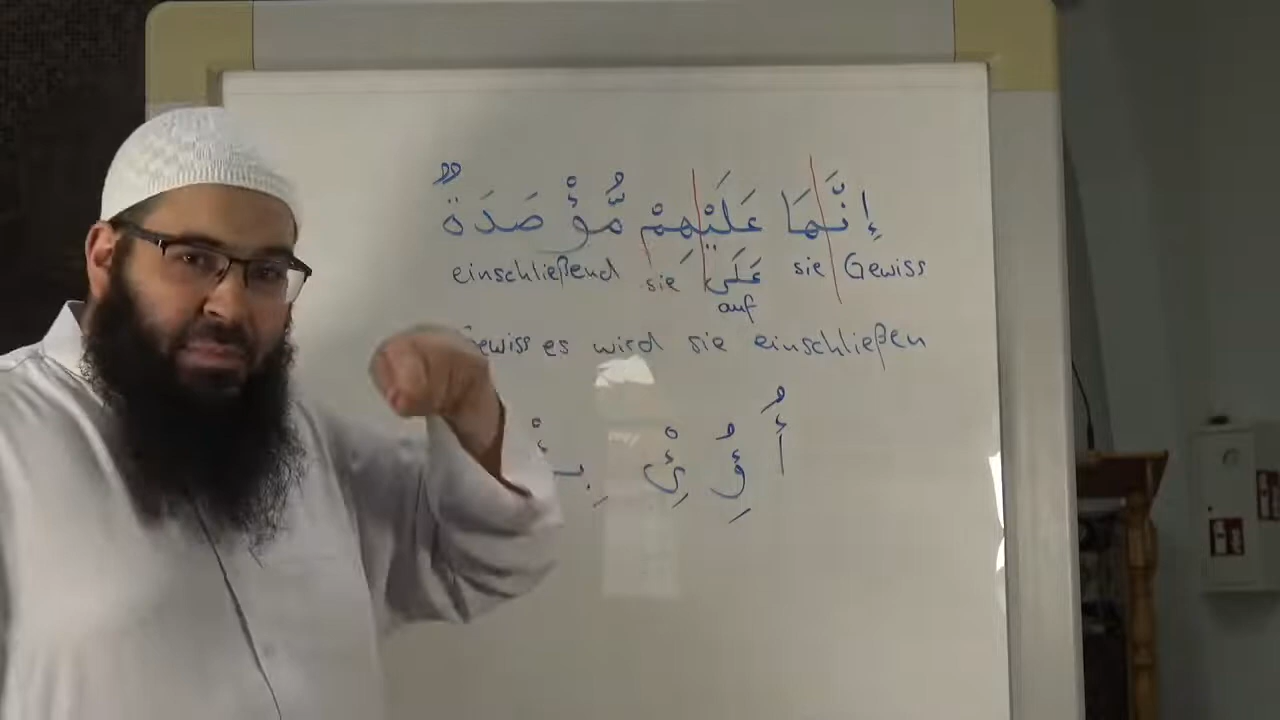 إِنَّهَا عَلَيْهِمْ مُّؤْصَدَةٌ
Gewiss sie عَلَى sie einschließend
auf
Gewiss es wird sie einschließen
أُ ؤُ ئْ